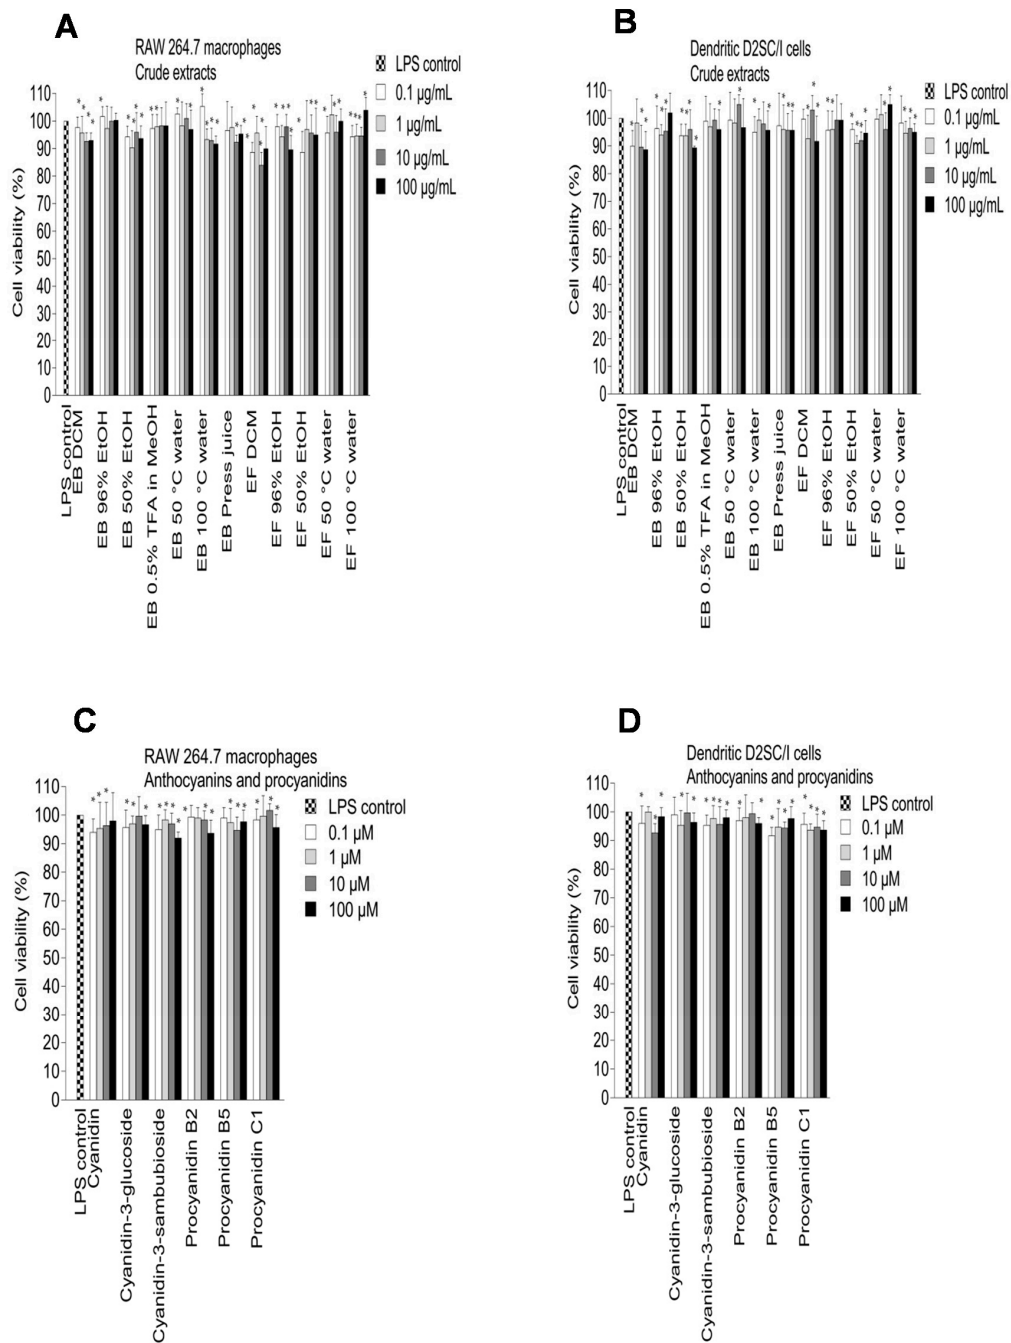 A
RAW 264.7 macrophages
Crude extracts
LPS control
0.1 µg/mL
1 µg/mL
10 µg/mL
100 µg/mL
Cell viability (%)
110
100
90
80
70
60
50
40
30
20
10
0
LPS control
EB DCM
EB 96% EtOH
EB 50% EtOH
EB 0.5% TFA in MeOH
EB 50 °C water
EB 100 °C water
EB Press juice
EF DCM
EF 96% EtOH
EF 50% EtOH
EF 50 °C water
EF 100 °C water
B
Dendritic D2SC/I cells
Crude extracts
LPS control
0.1 µg/mL
1 µg/mL
10 µg/mL
100 µg/mL
Cell viability (%)
110
100
90
80
70
60
50
40
30
20
10
0
LPS control
EB DCM
EB 96% EtOH
EB 50% EtOH
EB 0.5% TFA in MeOH
EB 50 °C water
EB 100 °C water
EB Press juice
EF DCM
EF 96% EtOH
EF 50% EtOH
EF 50 °C water
EF 100 °C water
C
RAW 264.7 macrophages
Anthocyanins and procyanidins
LPS control
0.1 µM
1 µM
10 µM
100 µM
Cell viability (%)
110
100
90
80
70
60
50
40
30
20
10
0
LPS control
Cyanidin
Cyanidin-3-glucoside
Cyanidin-3-sambubioside
Procyanidin B2
Procyanidin B5
Procyanidin C1
D
Dendritic D2SC/I cells
Anthocyanins and procyanidins
LPS control
0.1 µM
1 µM
10 µM
100 µM
Cell viability (%)
110
100
90
80
70
60
50
40
30
20
10
0
LPS control
Cyanidin
Cyanidin-3-glucoside
Cyanidin-3-sambubioside
Procyanidin B2
Procyanidin B5
Procyanidin C1